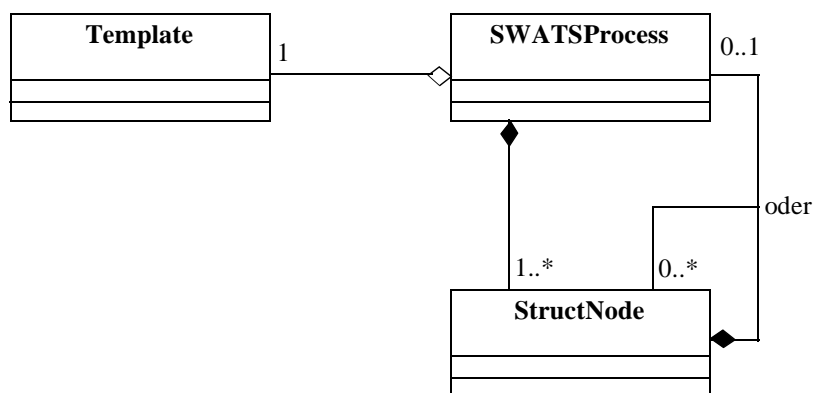 Template
SWATSProcess
1
0..1
oder
1..*
0..*
StructNode